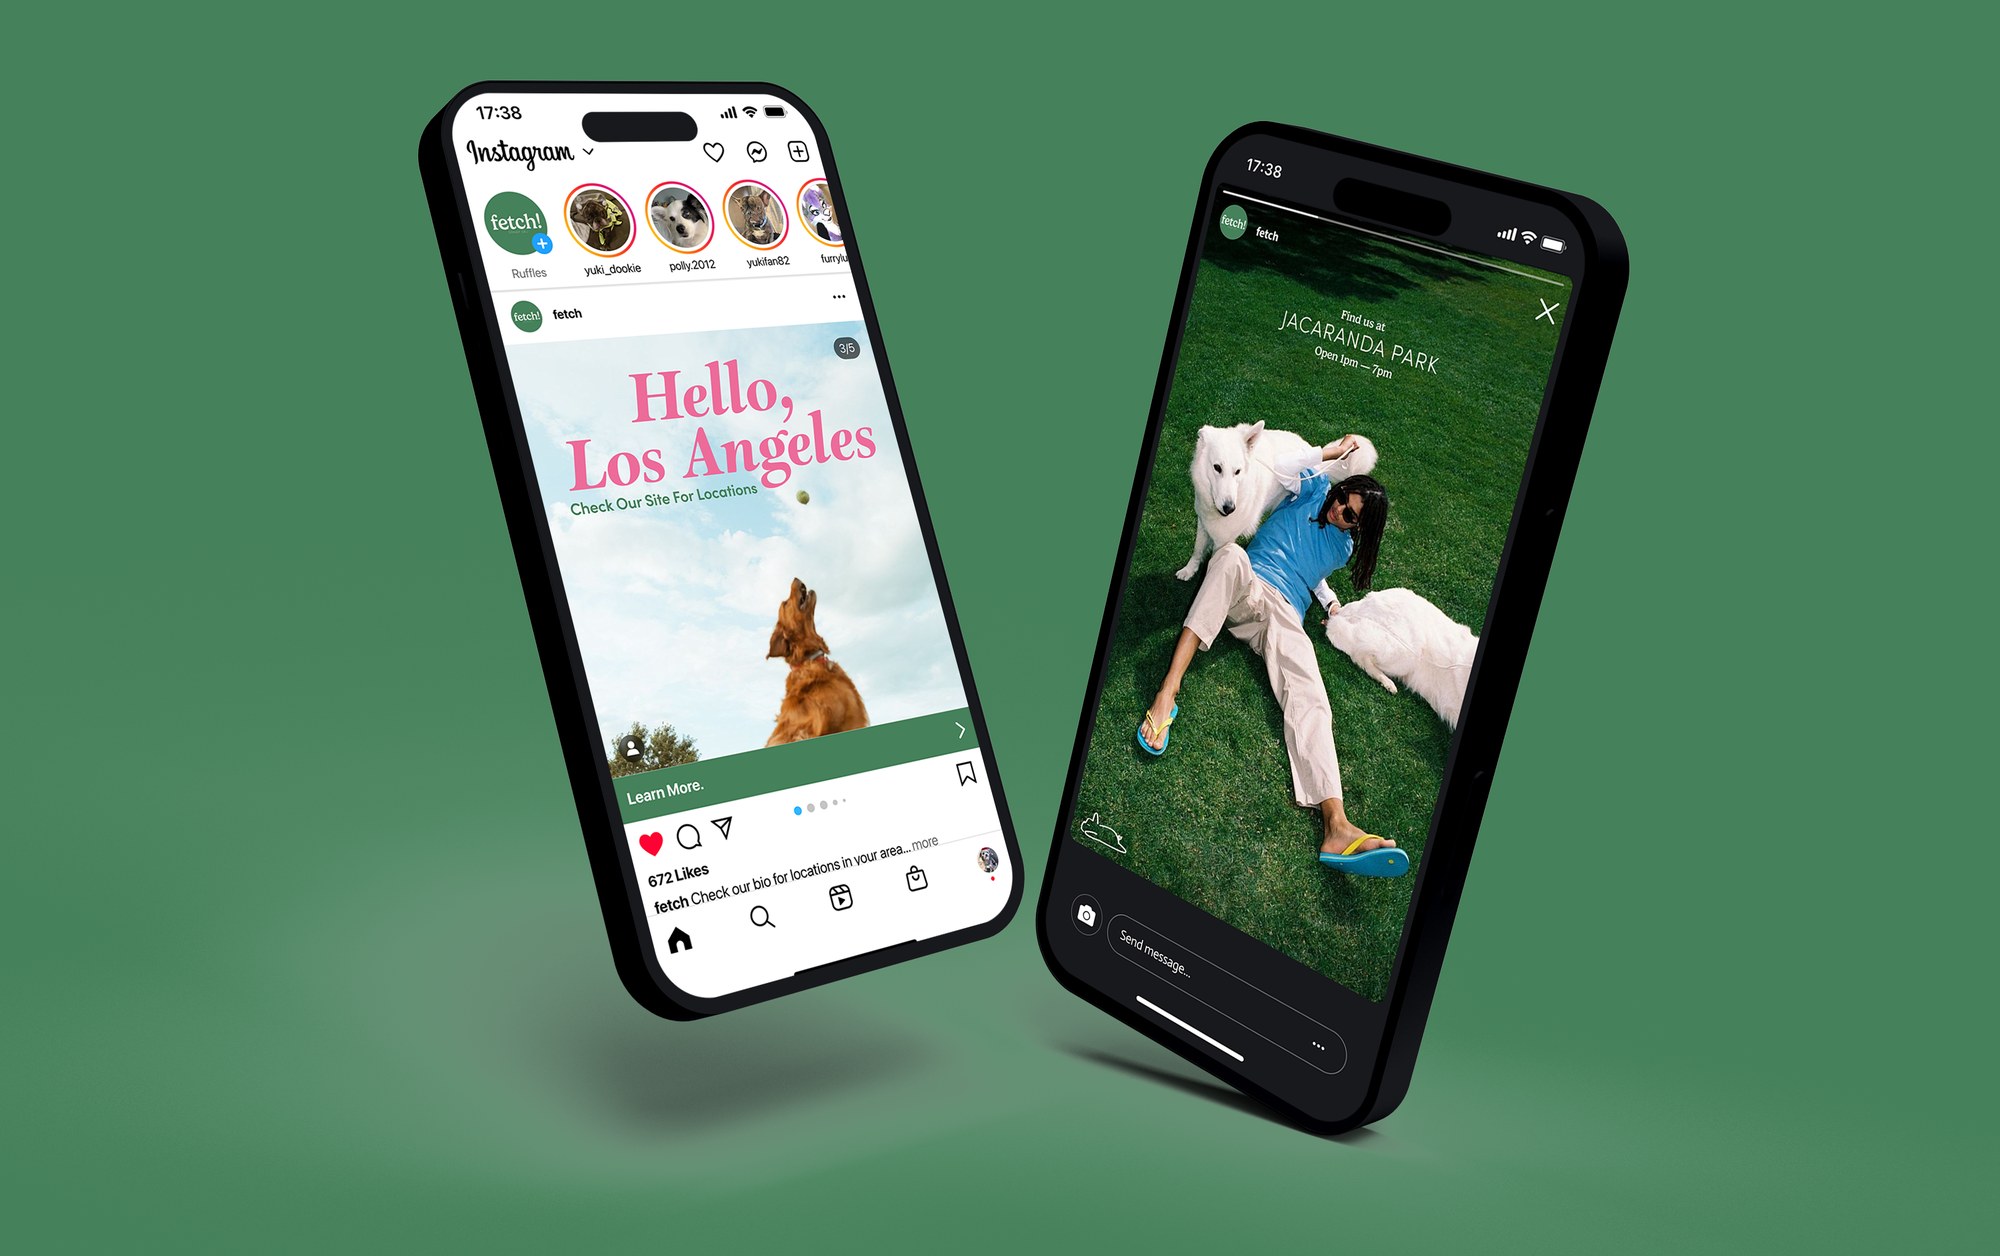 17:38
Instagram
fetch!
Ruffles
yuki_dookie
polly.2012
yukifan82
furrylu
fetch!
fetch
3/5
Hello,
Los Angeles
Check Our Site For Locations
Learn More.
672 Likes
fetch Check our bio for locations in your area... more
17:38
fetch!
fetch
Find us at
JACARANDA PARK
Open 1pm — 7pm
Send message...